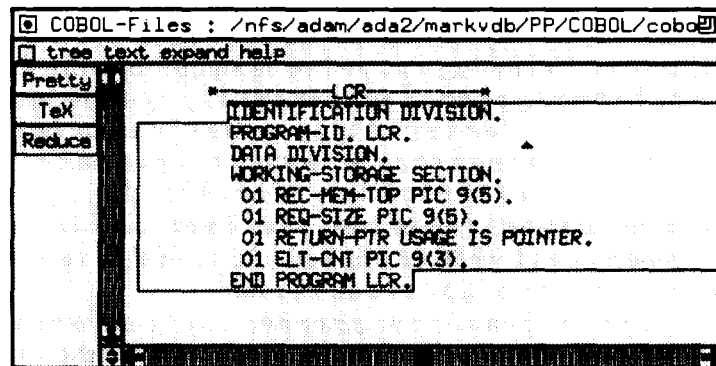 COBOL-Files : /nfs/adam/ada2/markvdb/PP/COBOL/cobo
tree text expand help
Pretty
TeX
Reduce
*----------LCR----------*
IDENTIFICATION DIVISION.
PROGRAM-ID. LCR.
DATA DIVISION.
WORKING-STORAGE SECTION.
01 REC-MEM-TOP PIC 9(5).
01 REQ-SIZE PIC 9(5).
01 RETURN-PTR USAGE IS POINTER.
01 ELT-CNT PIC 9(3).
END PROGRAM LCR.